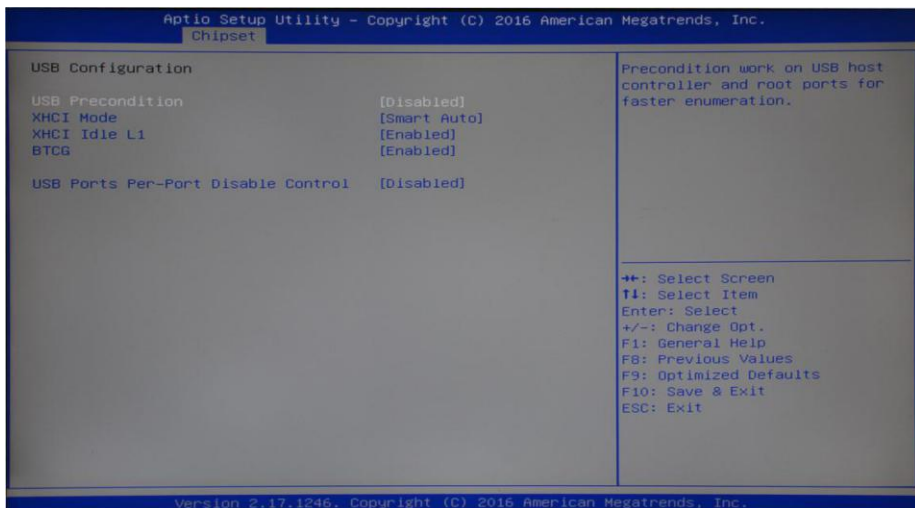 Aptio Setup Utility – Copyright (C) 2016 American Megatrends, Inc.
Chipset
USB Configuration
USB Precondition [Disabled]
XHCI Mode [Smart Auto]
XHCI Idle L1 [Enabled]
BTCG [Enabled]
USB Ports Per-Port Disable Control [Disabled]
Precondition work on USB host
controller and root ports for
faster enumeration.
→←: Select Screen
↑↓: Select Item
Enter: Select
+/-: Change Opt.
F1: General Help
F8: Previous Values
F9: Optimized Defaults
F10: Save & Exit
ESC: Exit
Version 2.17.1246. Copyright (C) 2016 American Megatrends, Inc.